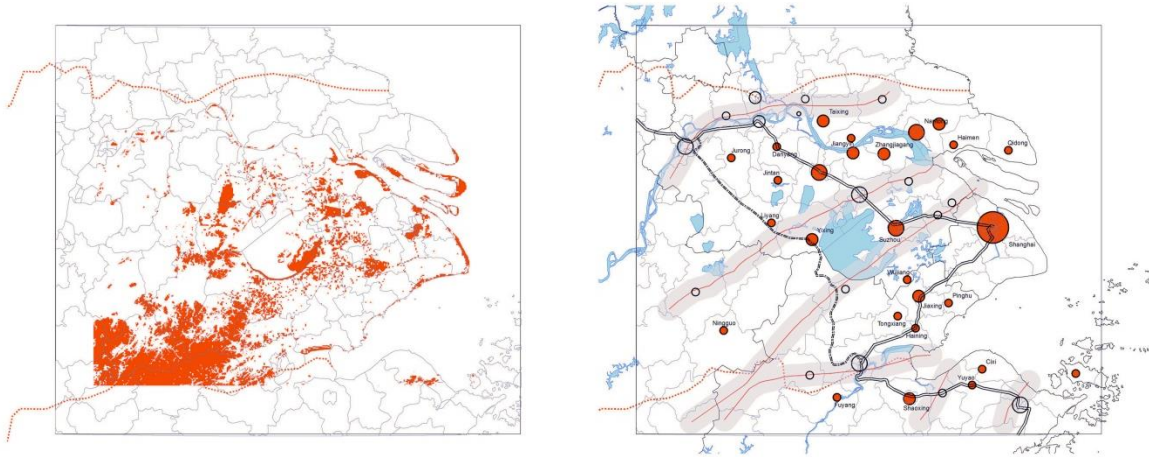 Taixing
Nantong
Haimen
Qidong
Jiangyin
Zhangjiagang
Danyang
Jurong
Jintan
Liyang
Yixing
Suzhou
Shanghai
Wujiang
Jiaxing
Pinghu
Tongxiang
Haining
Ningguo
Cixi
Yuyao
Fuyang
Shaoxing